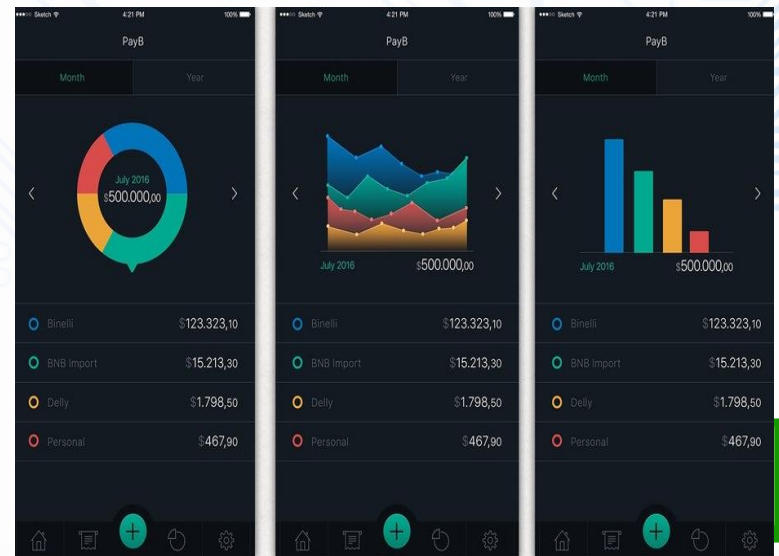 Sketch 4:21 PM 100%
PayB
Month Year
July 2016
$500.000,00
Binelli $123.323,10
BNB Import $15.213,30
Delly $1.798,50
Personal $467,90
Sketch 4:21 PM 100%
PayB
Month Year
July 2016 $500.000,00
Binelli $123.323,10
BNB Import $15.213,30
Delly $1.798,50
Personal $467,90
Sketch 4:21 PM 100%
PayB
Month Year
July 2016 $500.000,00
Binelli $123.323,10
BNB Import $15.213,30
Delly $1.798,50
Personal $467,90